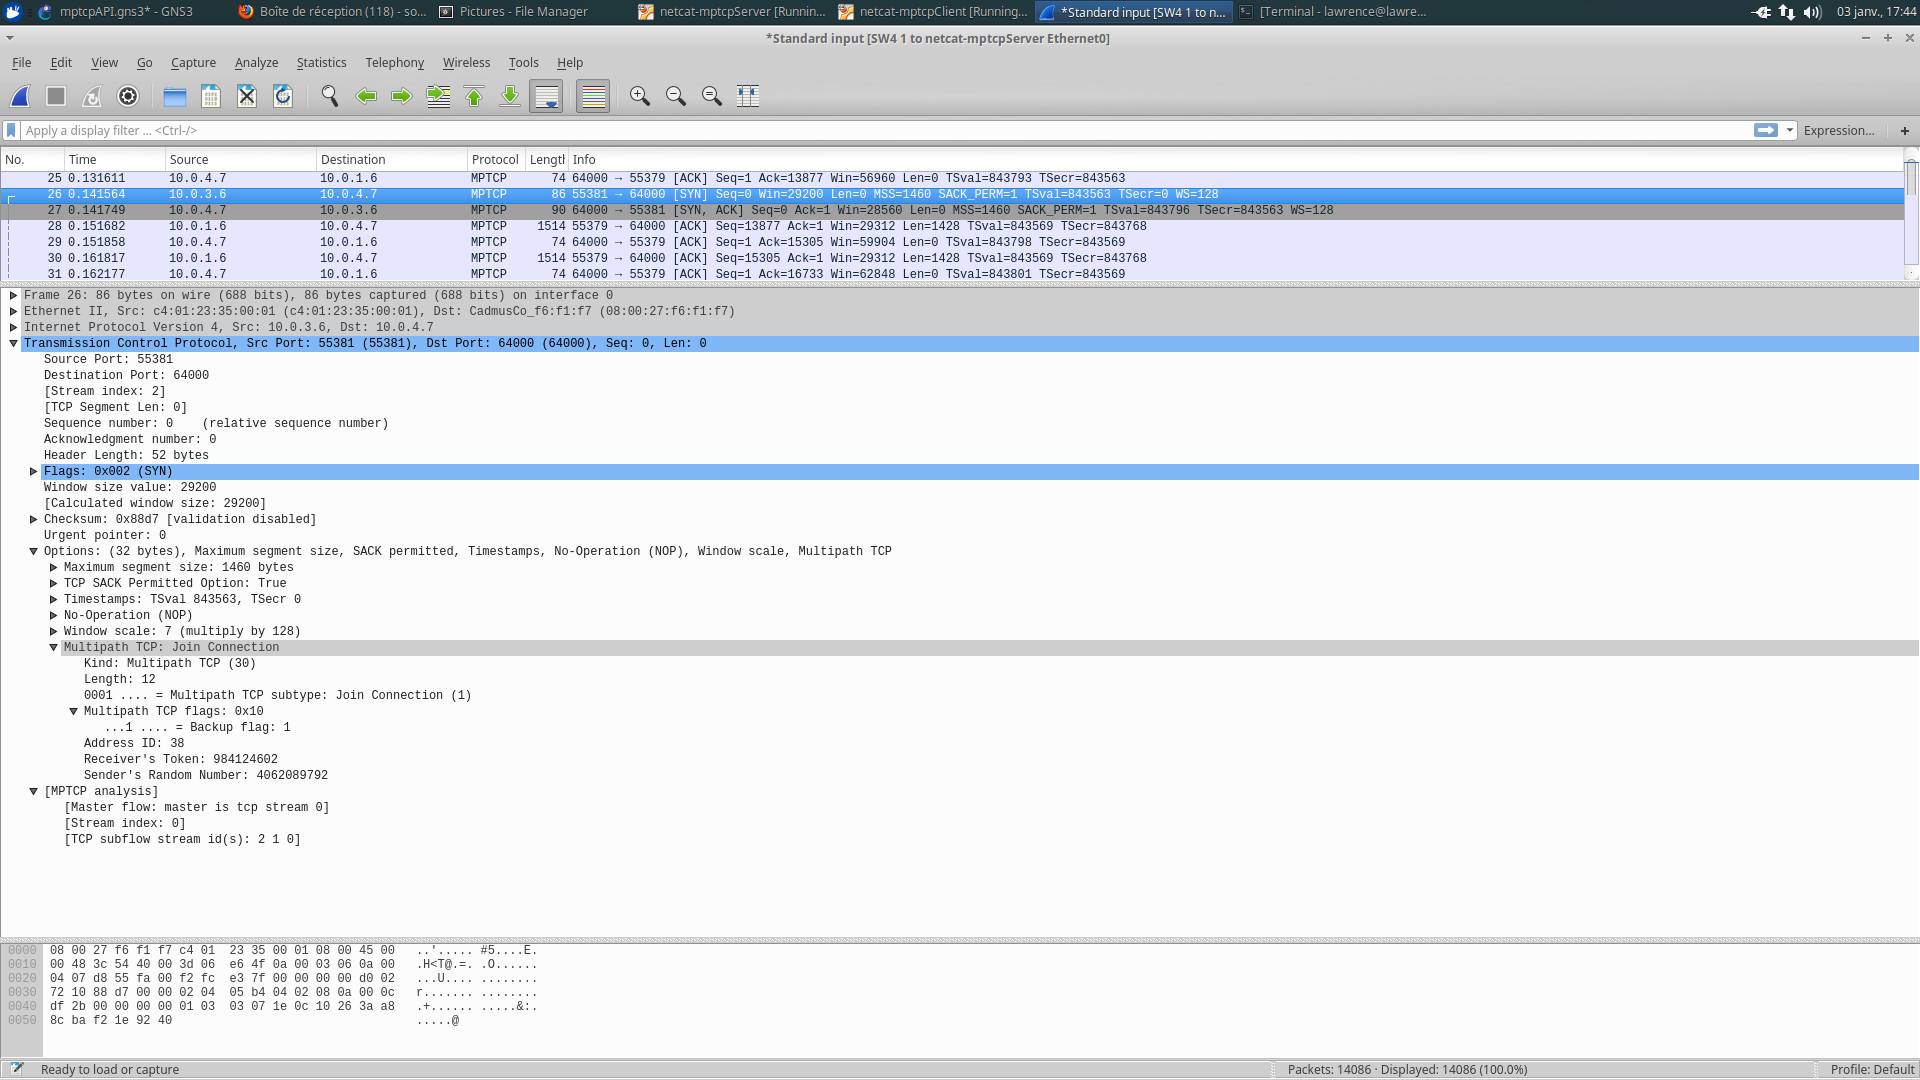 mptcpAPI.gns3* - GNS3
Boîte de réception (118) - so...
Pictures - File Manager
netcat-mptcpServer [Runnin...
netcat-mptcpClient [Running...
*Standard input [SW4 1 to n...
[Terminal - lawrence@lawre...
03 janv., 17:44
*Standard input [SW4 1 to netcat-mptcpServer Ethernet0]
File Edit View Go Capture Analyze Statistics Telephony Wireless Tools Help
Apply a display filter ... <Ctrl-/>
Expression...
No. Time Source Destination Protocol Length Info
25 0.131611 10.0.4.7 10.0.1.6 MPTCP 74 64000 → 55379 [ACK] Seq=1 Ack=13877 Win=56960 Len=0 TSval=843793 TSecr=843563
26 0.141564 10.0.3.6 10.0.4.7 MPTCP 86 55381 → 64000 [SYN] Seq=0 Win=29200 Len=0 MSS=1460 SACK_PERM=1 TSval=843563 TSecr=0 WS=128
27 0.141749 10.0.4.7 10.0.3.6 MPTCP 90 64000 → 55381 [SYN, ACK] Seq=0 Ack=1 Win=28560 Len=0 MSS=1460 SACK_PERM=1 TSval=843796 TSecr=843563 WS=128
28 0.151682 10.0.1.6 10.0.4.7 MPTCP 1514 55379 → 64000 [ACK] Seq=13877 Ack=1 Win=29312 Len=1428 TSval=843569 TSecr=843768
29 0.151858 10.0.4.7 10.0.1.6 MPTCP 74 64000 → 55379 [ACK] Seq=1 Ack=15305 Win=59904 Len=0 TSval=843798 TSecr=843569
30 0.161817 10.0.1.6 10.0.4.7 MPTCP 1514 55379 → 64000 [ACK] Seq=15305 Ack=1 Win=29312 Len=1428 TSval=843569 TSecr=843768
31 0.162177 10.0.4.7 10.0.1.6 MPTCP 74 64000 → 55379 [ACK] Seq=1 Ack=16733 Win=62848 Len=0 TSval=843801 TSecr=843569
Frame 26: 86 bytes on wire (688 bits), 86 bytes captured (688 bits) on interface 0
Ethernet II, Src: c4:01:23:35:00:01 (c4:01:23:35:00:01), Dst: CadmusCo_f6:f1:f7 (08:00:27:f6:f1:f7)
Internet Protocol Version 4, Src: 10.0.3.6, Dst: 10.0.4.7
Transmission Control Protocol, Src Port: 55381 (55381), Dst Port: 64000 (64000), Seq: 0, Len: 0
Source Port: 55381
Destination Port: 64000
[Stream index: 2]
[TCP Segment Len: 0]
Sequence number: 0 (relative sequence number)
Acknowledgment number: 0
Header Length: 52 bytes
Flags: 0x002 (SYN)
Window size value: 29200
[Calculated window size: 29200]
Checksum: 0x88d7 [validation disabled]
Urgent pointer: 0
Options: (32 bytes), Maximum segment size, SACK permitted, Timestamps, No-Operation (NOP), Window scale, Multipath TCP
Maximum segment size: 1460 bytes
TCP SACK Permitted Option: True
Timestamps: TSval 843563, TSecr 0
No-Operation (NOP)
Window scale: 7 (multiply by 128)
Multipath TCP: Join Connection
Kind: Multipath TCP (30)
Length: 12
0001 .... = Multipath TCP subtype: Join Connection (1)
Multipath TCP flags: 0x10
...1 .... = Backup flag: 1
Address ID: 38
Receiver's Token: 984124602
Sender's Random Number: 4062089792
[MPTCP analysis]
[Master flow: master is tcp stream 0]
[Stream index: 0]
[TCP subflow stream id(s): 2 1 0]
0000 08 00 27 f6 f1 f7 c4 01 23 35 00 01 08 00 45 00 ..'..... #5....E.
0010 00 48 3c 54 40 00 3d 06 e6 4f 0a 00 03 06 0a 00 .H<T@.=. .O......
0020 04 07 d8 55 fa 00 f2 fc e3 7f 00 00 00 00 d0 02 ...U.... ........
0030 72 10 88 d7 00 00 02 04 05 b4 04 02 08 0a 00 0c r....... ........
0040 df 2b 00 00 00 00 01 03 03 07 1e 0c 10 26 3a a8 .+...... .....&:.
0050 8c ba f2 1e 92 40 .....@
Ready to load or capture
Packets: 14086 · Displayed: 14086 (100.0%)
Profile: Default